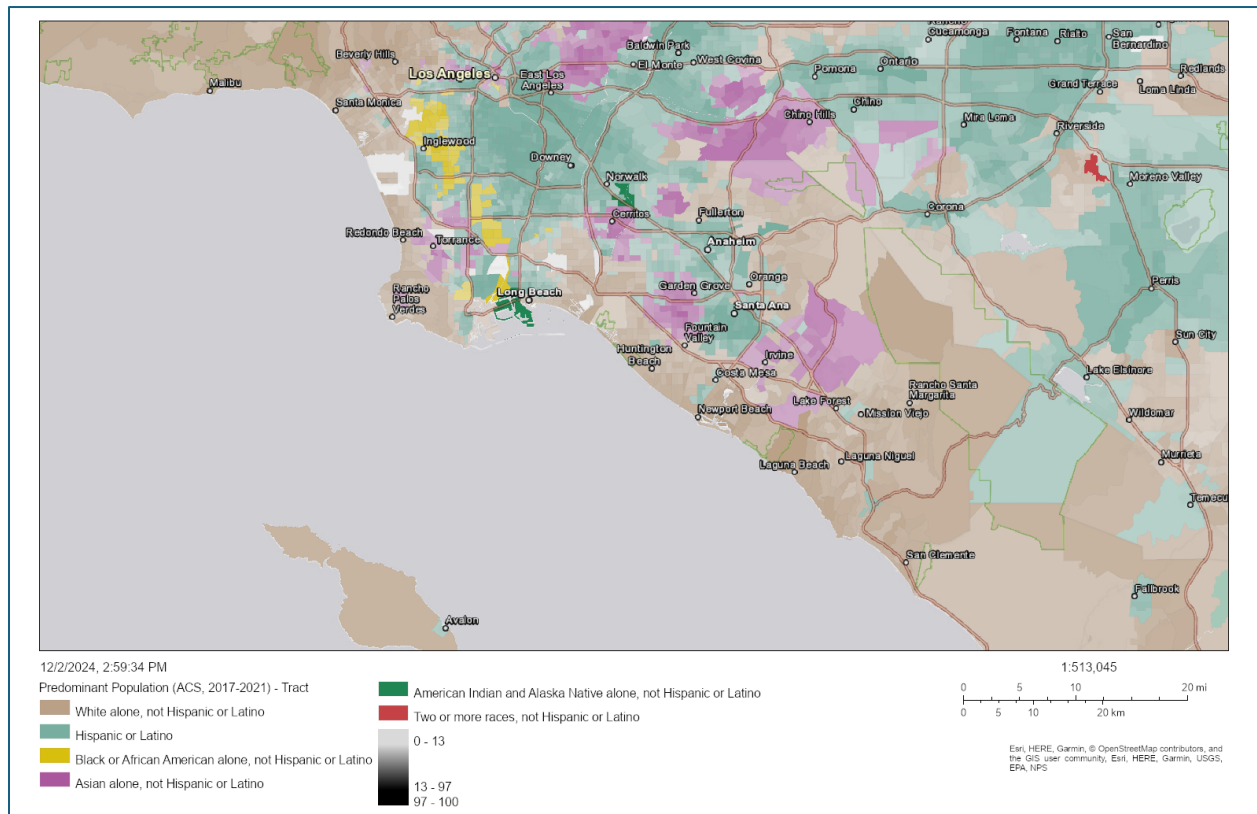 Cucamonga
Fontana
Rialto
San
Bernardino
Beverly Hills
Baldwin Park
El Monte
West Covina
Los Angeles
East Los
Angeles
Pomona
Ontario
Redlands
Malibu
Grand Terrace
Loma Linda
Santa Monica
Chino
Chino Hills
Mira Loma
Riverside
Inglewood
Downey
Norwalk
Moreno Valley
Cerritos
Fullerton
Corona
Redondo Beach
Torrance
Anaheim
Rancho
Palos
Verdes
Long Beach
Garden Grove
Orange
Perris
Santa Ana
Fountain
Valley
Sun City
Huntington
Beach
Irvine
Costa Mesa
Lake Elsinore
Rancho Santa
Margarita
Newport Beach
Lake Forest
Mission Viejo
Wildomar
Laguna Beach
Laguna Niguel
Murrieta
Temecu
San Clemente
Fallbrook
Avalon
12/2/2024, 2:59:34 PM
Predominant Population (ACS, 2017-2021) - Tract
White alone, not Hispanic or Latino
Hispanic or Latino
Black or African American alone, not Hispanic or Latino
Asian alone, not Hispanic or Latino
American Indian and Alaska Native alone, not Hispanic or Latino
Two or more races, not Hispanic or Latino
0 - 13
13 - 97
97 - 100
1:513,045
0 5 10 20 mi
0 5 10 20 km
Esri, HERE, Garmin, © OpenStreetMap contributors, and
the GIS user community, Esri, HERE, Garmin, USGS,
EPA, NPS